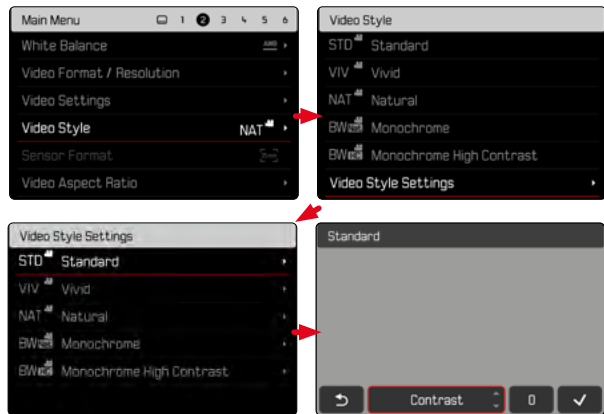 Main Menu 1 2 3 4 5 6
White Balance AWB
Video Format / Resolution
Video Settings
Video Style NAT
Sensor Format
Video Aspect Ratio
Video Style
STD Standard
VIV Vivid
NAT Natural
BW Monochrome
BW Monochrome High Contrast
Video Style Settings
Video Style Settings
STD Standard
VIV Vivid
NAT Natural
BW Monochrome
BW Monochrome High Contrast
Standard
Contrast 0